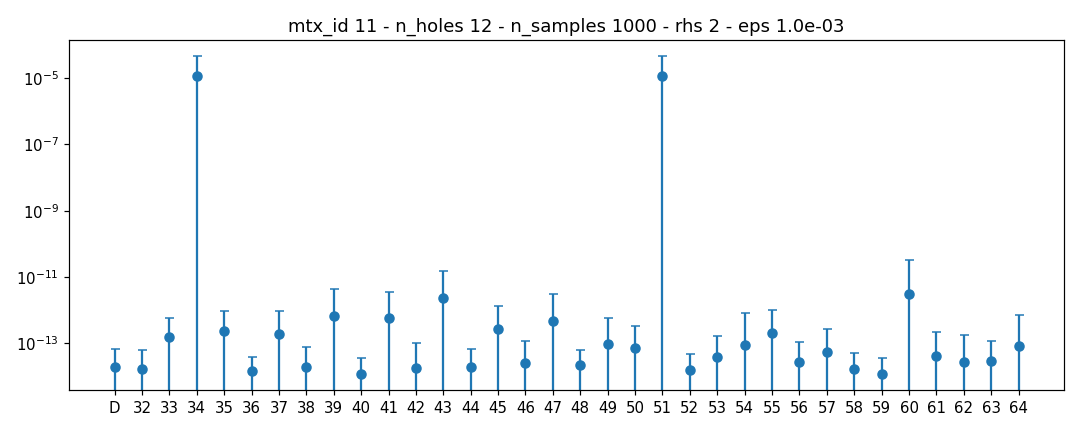 mtx_id 11 - n_holes 12 - n_samples 1000 - rhs 2 - eps 1.0e-03
10⁻⁵
10⁻⁷
10⁻⁹
10⁻¹¹
10⁻¹³
D 32 33 34 35 36 37 38 39 40 41 42 43 44 45 46 47 48 49 50 51 52 53 54 55 56 57 58 59 60 61 62 63 64